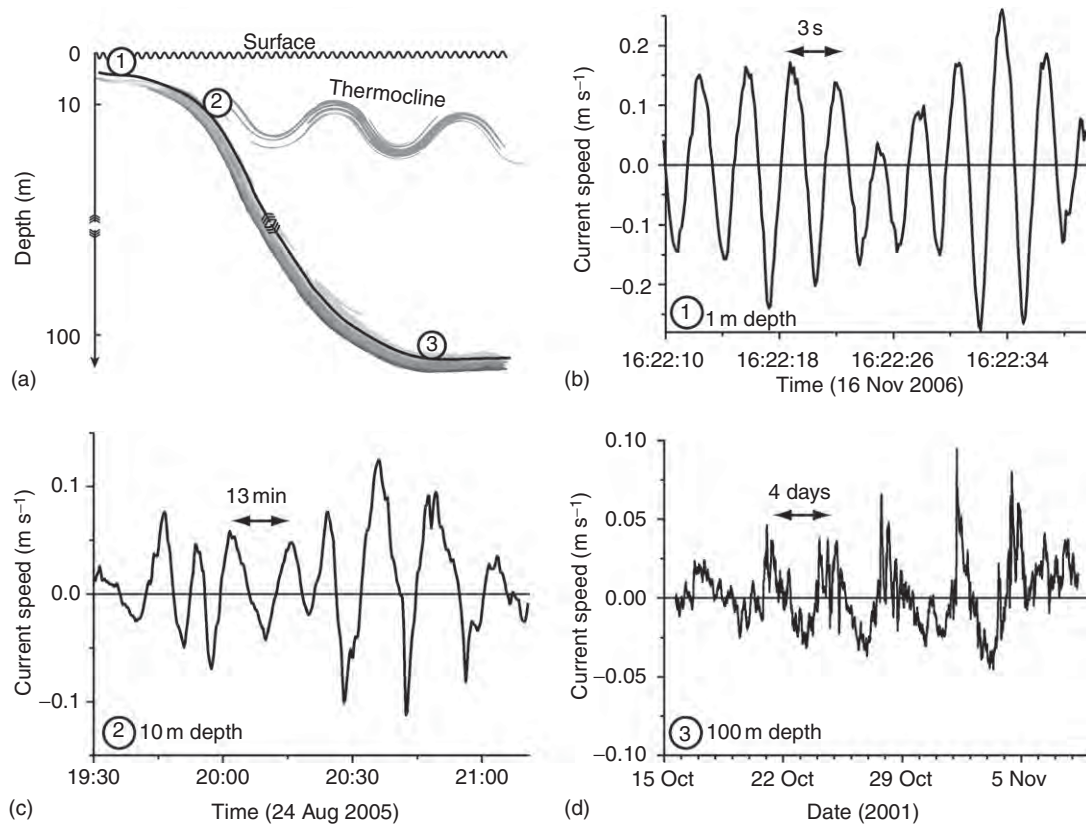 0
Surface
1
10
2
Thermocline
Depth (m)
100
3
(a)
3 s
0.2
0.1
0.0
−0.1
−0.2
Current speed (m s−1)
1 1 m depth
16:22:10 16:22:18 16:22:26 16:22:34
(b) Time (16 Nov 2006)
13 min
0.1
0.0
−0.1
Current speed (m s−1)
2 10 m depth
19:30 20:00 20:30 21:00
(c) Time (24 Aug 2005)
0.10
4 days
0.05
0.00
−0.05
−0.10
Current speed (m s−1)
3 100 m depth
15 Oct 22 Oct 29 Oct 5 Nov
(d) Date (2001)